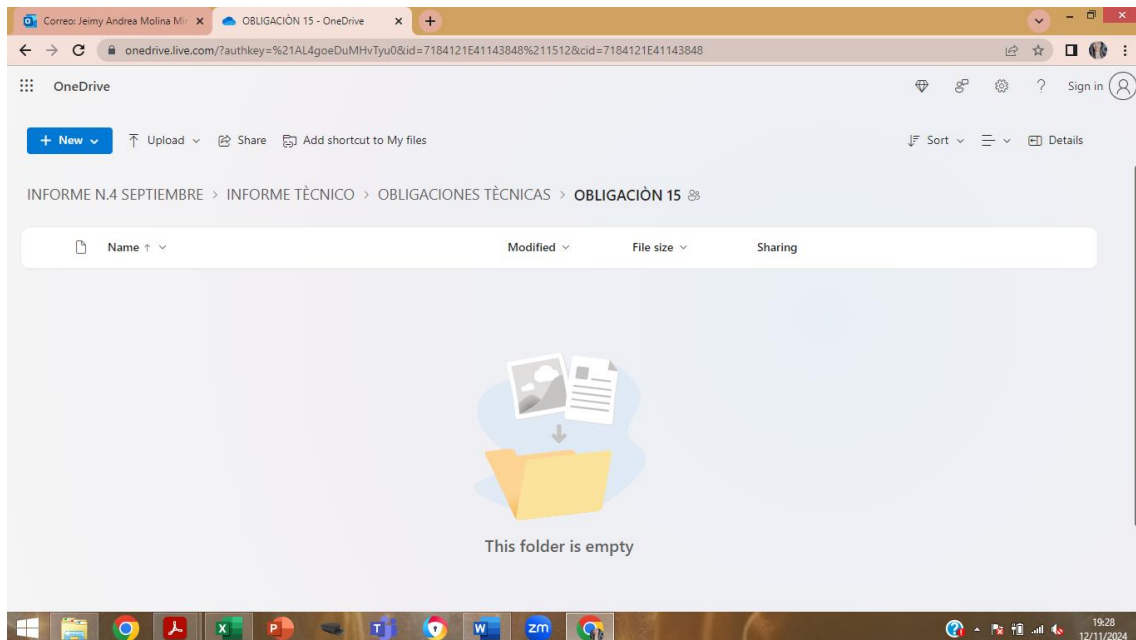 Correo: Jeimy Andrea Molina Mir
OBLIGACIÒN 15 - OneDrive
onedrive.live.com/?authkey=%21AL4goeDuMHvTyu0&id=7184121E41143848%211512&cid=7184121E41143848
OneDrive
Sign in
+ New
Upload
Share
Add shortcut to My files
Sort
Details
INFORME N.4 SEPTIEMBRE > INFORME TÈCNICO > OBLIGACIONES TÈCNICAS > OBLIGACIÒN 15
Name ↑
Modified
File size
Sharing
This folder is empty
zm
19:28
12/11/2024